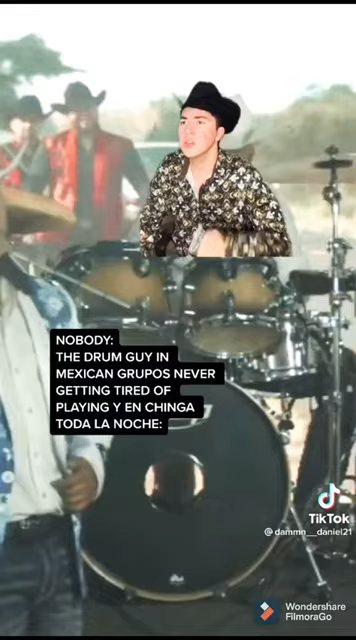 NOBODY:
THE DRUM GUY IN
MEXICAN GRUPOS NEVER
GETTING TIRED OF
PLAYING Y EN CHINGA
TODA LA NOCHE:
TikTok
@dammn__daniel21
Wondershare
FilmoraGo